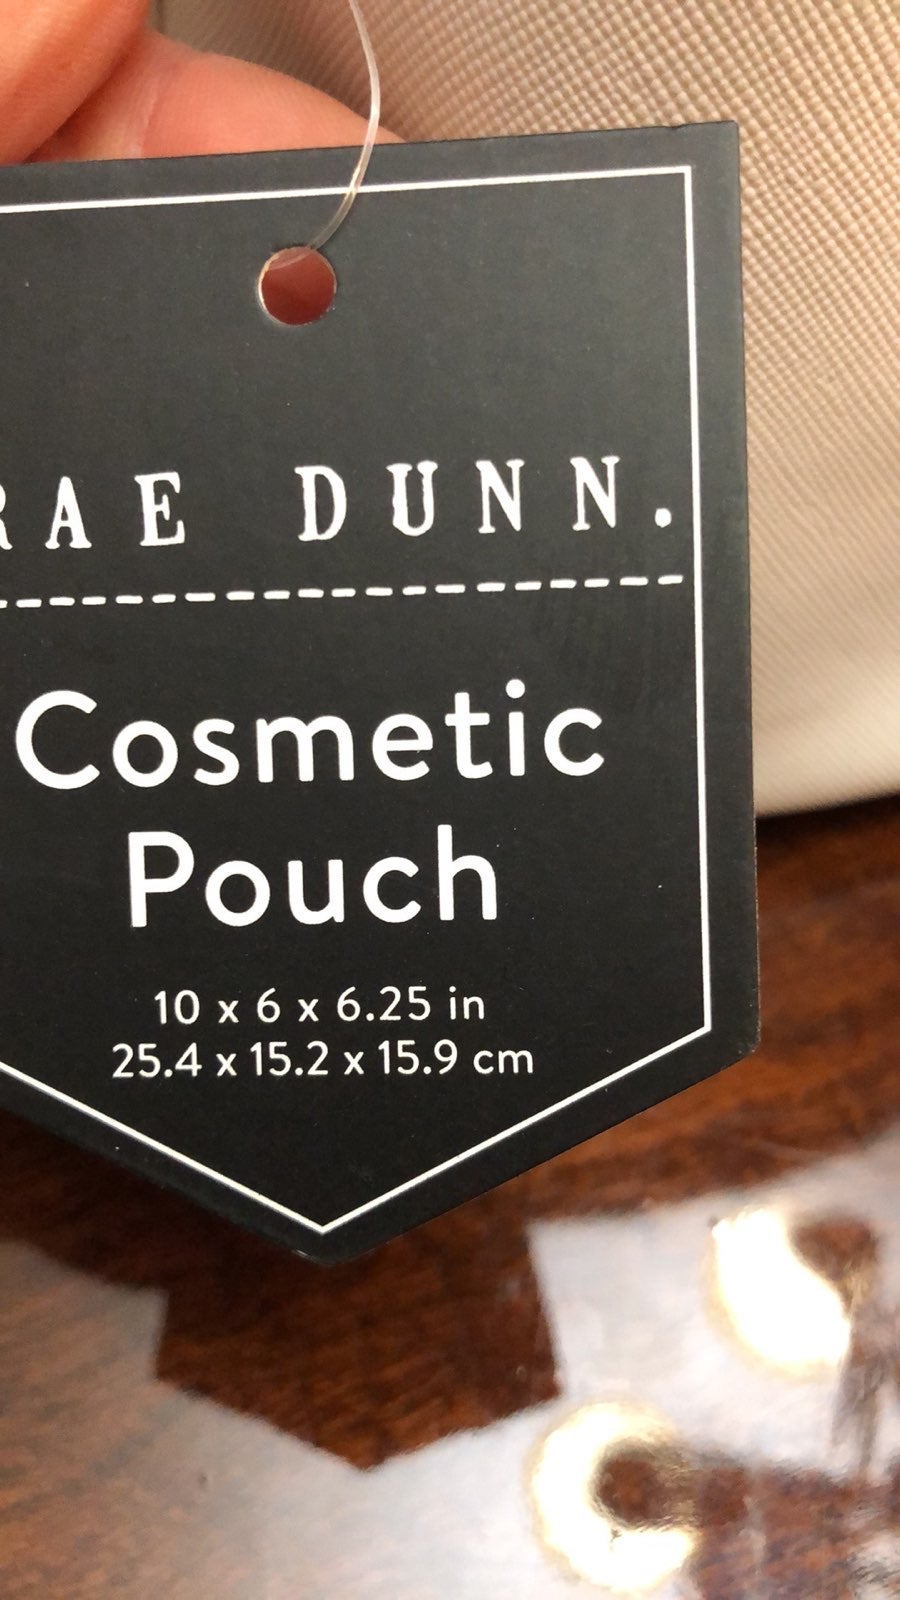 RAE DUNN.
Cosmetic
Pouch
10 x 6 x 6.25 in
25.4 x 15.2 x 15.9 cm